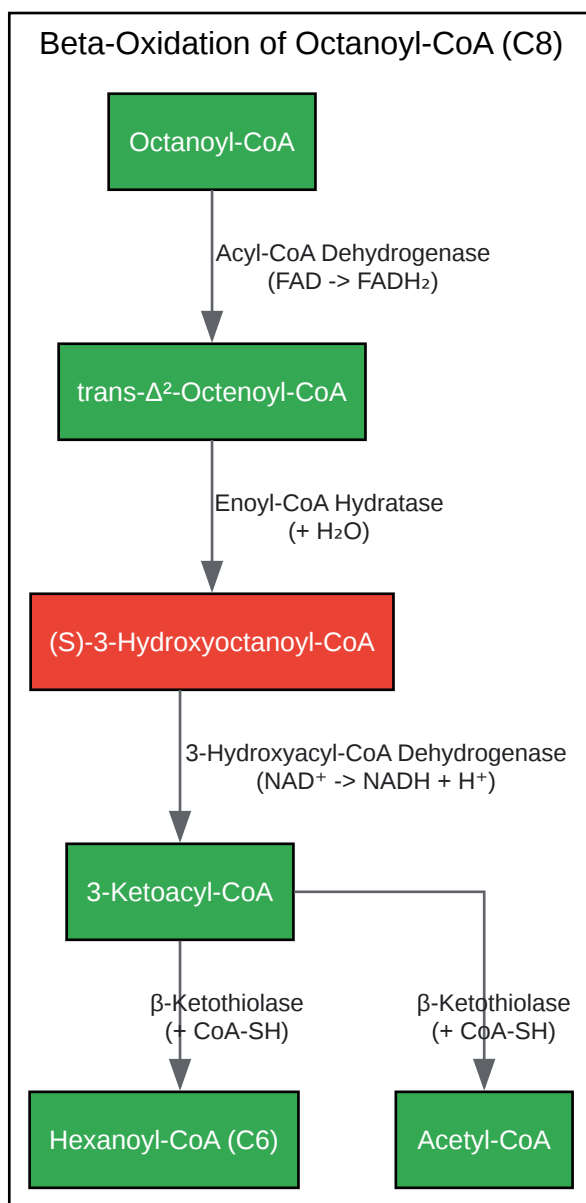 Beta-Oxidation of Octanoyl-CoA (C8)
Octanoyl-CoA
Acyl-CoA Dehydrogenase
(FAD -> FADH₂)
trans-Δ²-Octenoyl-CoA
Enoyl-CoA Hydratase
(+ H₂O)
(S)-3-Hydroxyoctanoyl-CoA
3-Hydroxyacyl-CoA Dehydrogenase
(NAD⁺ -> NADH + H⁺)
3-Ketoacyl-CoA
β-Ketothiolase
(+ CoA-SH)
β-Ketothiolase
(+ CoA-SH)
Hexanoyl-CoA (C6)
Acetyl-CoA